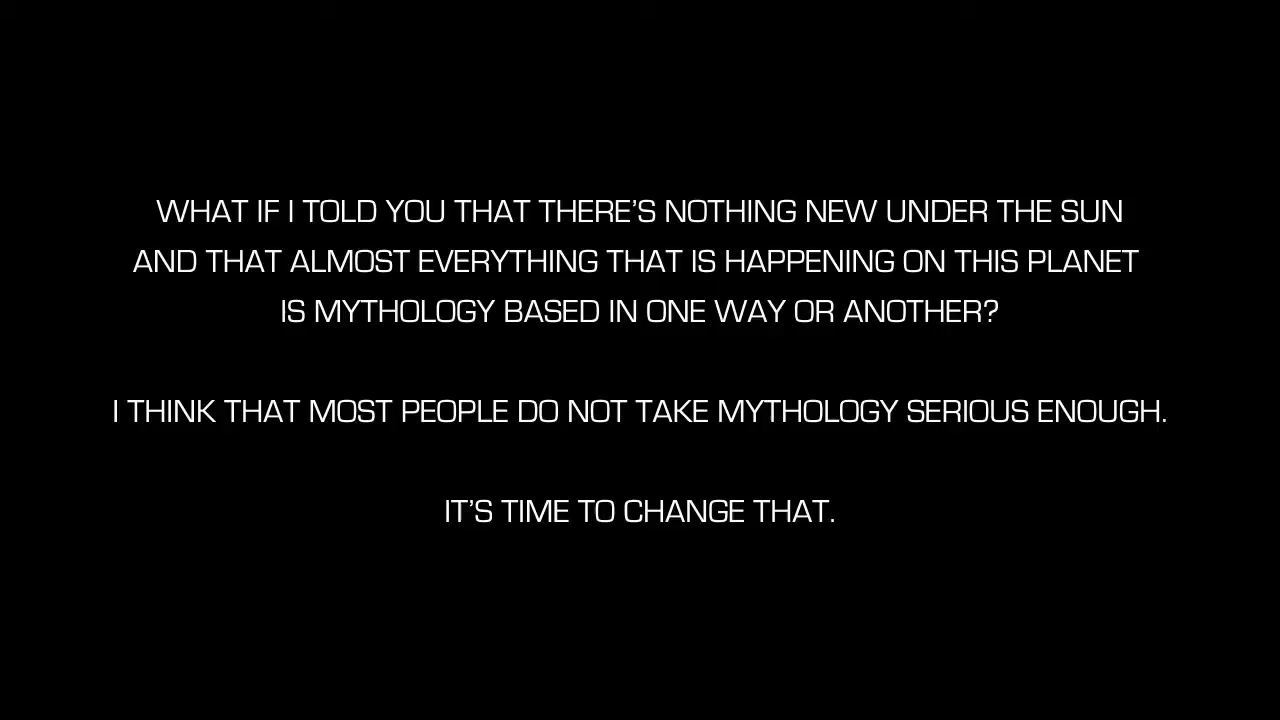 WHAT IF I TOLD YOU THAT THERE’S NOTHING NEW UNDER THE SUN
AND THAT ALMOST EVERYTHING THAT IS HAPPENING ON THIS PLANET
IS MYTHOLOGY BASED IN ONE WAY OR ANOTHER?
I THINK THAT MOST PEOPLE DO NOT TAKE MYTHOLOGY SERIOUS ENOUGH.
IT’S TIME TO CHANGE THAT.